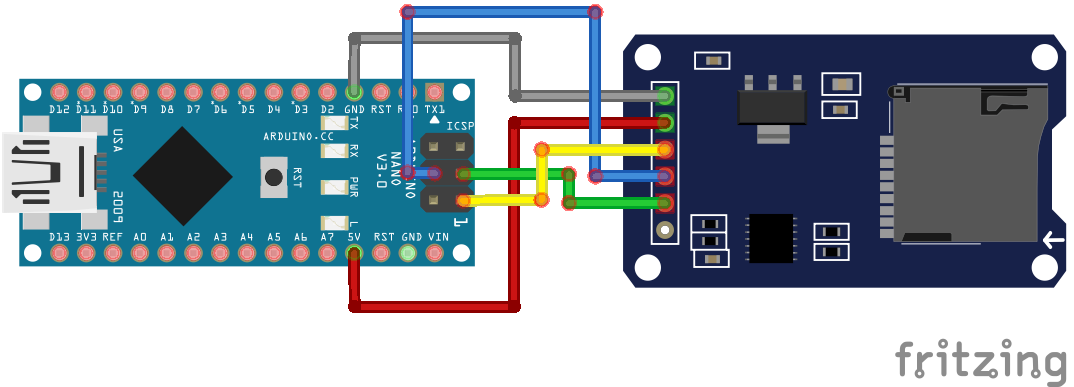 D12 D11 D10 D9 D8 D7 D6 D5 D4 D3 D2 GND RST TX1
ICSP
ARDUINO.CC
TX
RX
PWR
L
RST
USA
2009
NANO
V3.0
1
D13 3V3 REF A0 A1 A2 A3 A4 A5 A6 A7 5V RST GND VIN
fritzing